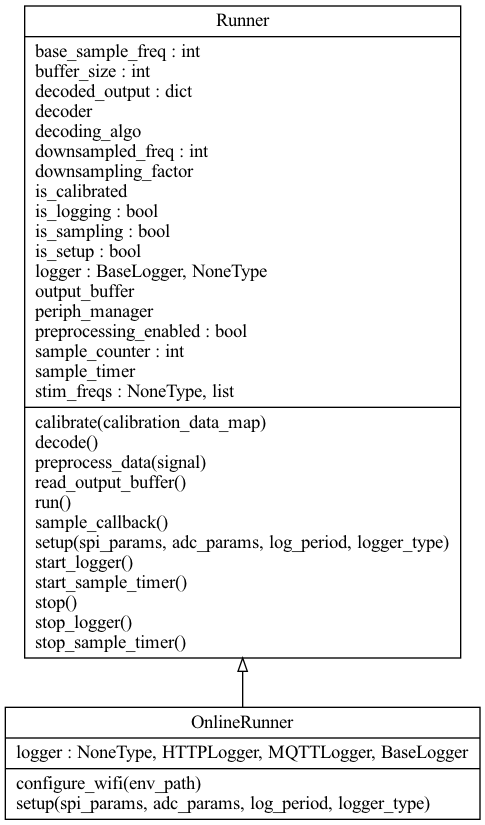 Runner
base_sample_freq : int
buffer_size : int
decoded_output : dict
decoder
decoding_algo
downsampled_freq : int
downsampling_factor
is_calibrated
is_logging : bool
is_sampling : bool
is_setup : bool
logger : BaseLogger, NoneType
output_buffer
periph_manager
preprocessing_enabled : bool
sample_counter : int
sample_timer
stim_freqs : NoneType, list
calibrate(calibration_data_map)
decode()
preprocess_data(signal)
read_output_buffer()
run()
sample_callback()
setup(spi_params, adc_params, log_period, logger_type)
start_logger()
start_sample_timer()
stop()
stop_logger()
stop_sample_timer()
OnlineRunner
logger : NoneType, HTTPLogger, MQTTLogger, BaseLogger
configure_wifi(env_path)
setup(spi_params, adc_params, log_period, logger_type)